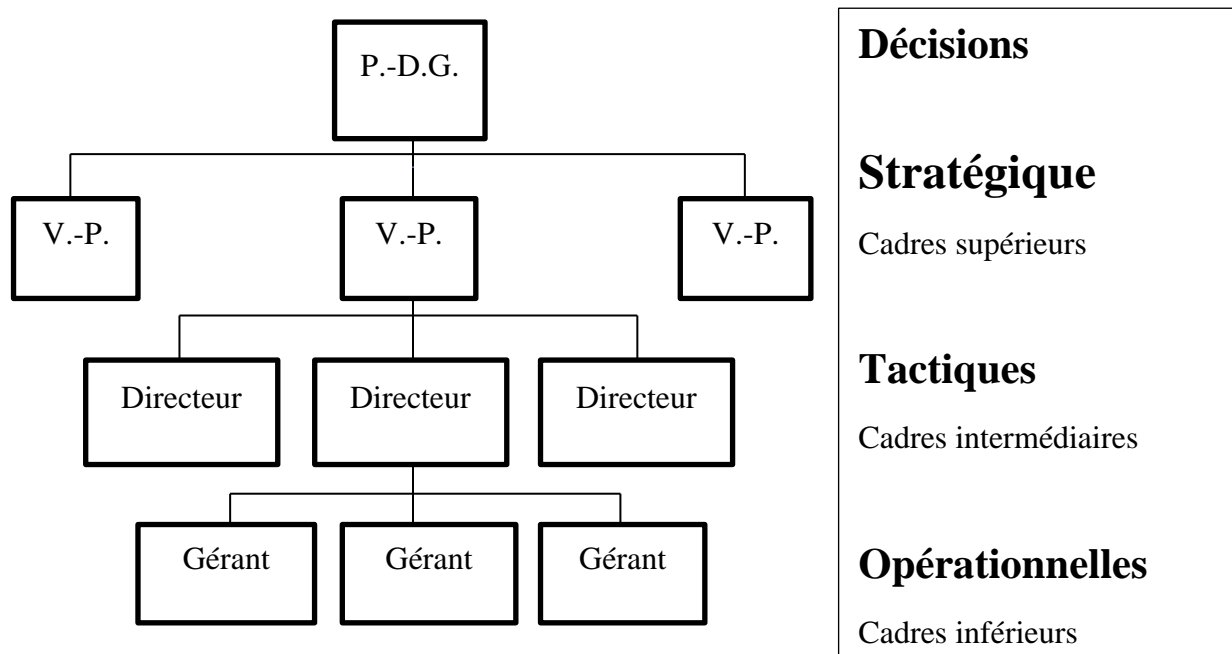 P.-D.G.
V.-P.
V.-P.
V.-P.
Directeur
Directeur
Directeur
Gérant
Gérant
Gérant
Décisions
Stratégique
Cadres supérieurs
Tactiques
Cadres intermédiaires
Opérationnelles
Cadres inférieurs